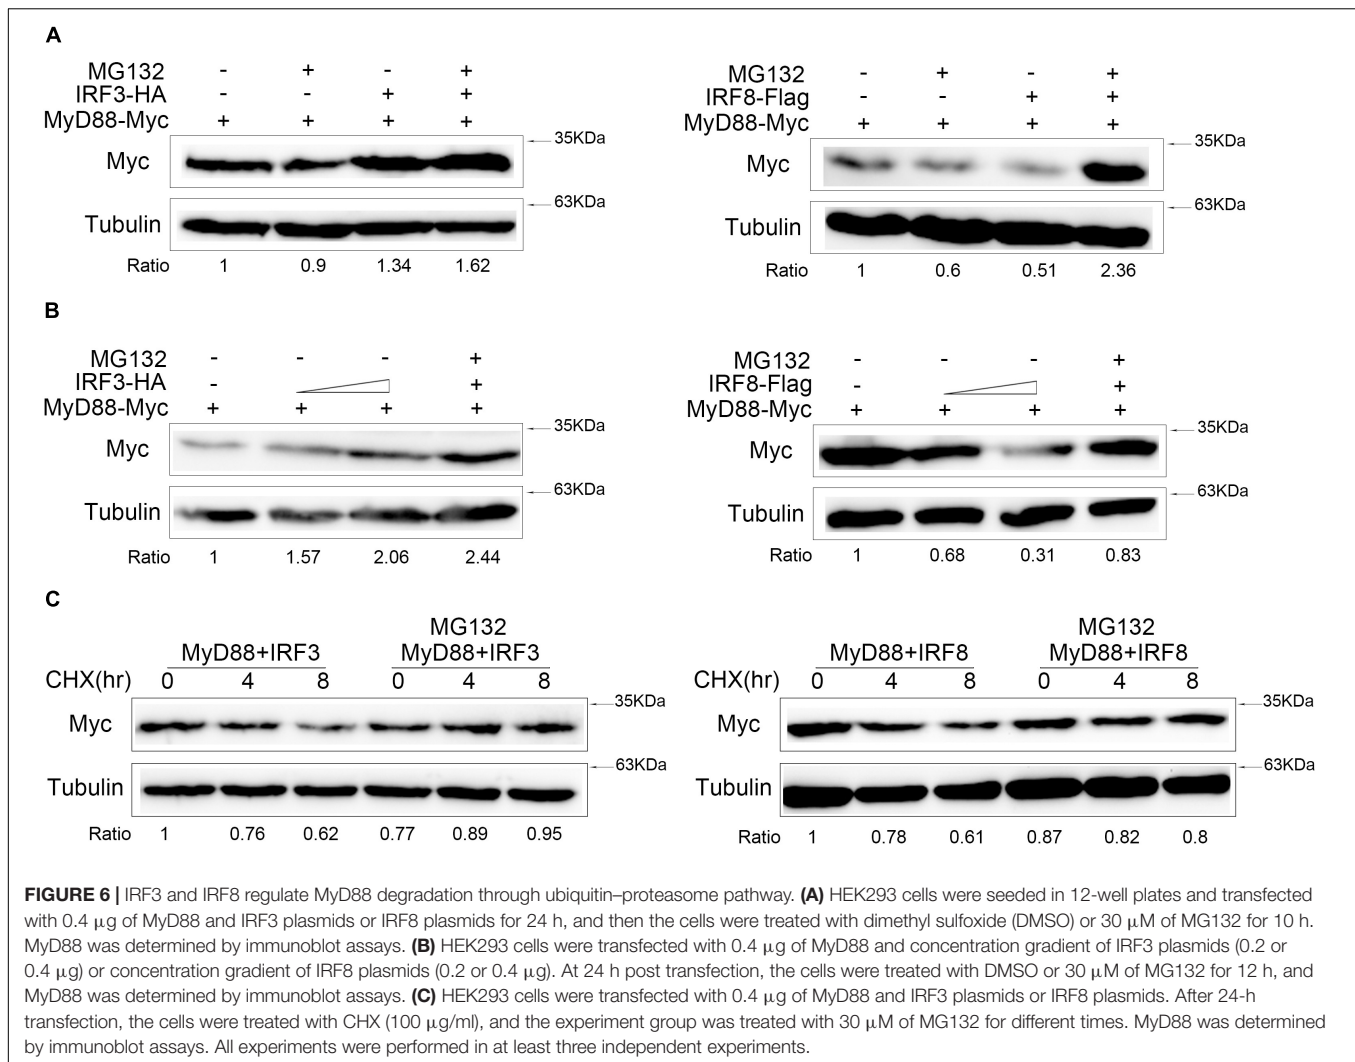 A
MG132 - + - +
IRF3-HA - - + +
MyD88-Myc + + + +
35KDa
Myc
63KDa
Tubulin
Ratio 1 0.9 1.34 1.62
MG132 - + - +
IRF8-Flag - - + +
MyD88-Myc + + + +
35KDa
Myc
63KDa
Tubulin
Ratio 1 0.6 0.51 2.36
B
MG132 - - - +
IRF3-HA - +
MyD88-Myc + + + +
35KDa
Myc
63KDa
Tubulin
Ratio 1 1.57 2.06 2.44
MG132 - - - +
IRF8-Flag - +
MyD88-Myc + + + +
35KDa
Myc
63KDa
Tubulin
Ratio 1 0.68 0.31 0.83
C
MG132
MyD88+IRF3 MyD88+IRF3
CHX(hr) 0 4 8 0 4 8
35KDa
Myc
63KDa
Tubulin
Ratio 1 0.76 0.62 0.77 0.89 0.95
MG132
MyD88+IRF8 MyD88+IRF8
CHX(hr) 0 4 8 0 4 8
35KDa
Myc
63KDa
Tubulin
Ratio 1 0.78 0.61 0.87 0.82 0.8
FIGURE 6 | IRF3 and IRF8 regulate MyD88 degradation through ubiquitin–proteasome pathway. (A) HEK293 cells were seeded in 12-well plates and transfected
with 0.4 μg of MyD88 and IRF3 plasmids or IRF8 plasmids for 24 h, and then the cells were treated with dimethyl sulfoxide (DMSO) or 30 μM of MG132 for 10 h.
MyD88 was determined by immunoblot assays. (B) HEK293 cells were transfected with 0.4 μg of MyD88 and concentration gradient of IRF3 plasmids (0.2 or
0.4 μg) or concentration gradient of IRF8 plasmids (0.2 or 0.4 μg). At 24 h post transfection, the cells were treated with DMSO or 30 μM of MG132 for 12 h, and
MyD88 was determined by immunoblot assays. (C) HEK293 cells were transfected with 0.4 μg of MyD88 and IRF3 plasmids or IRF8 plasmids. After 24-h
transfection, the cells were treated with CHX (100 μg/ml), and the experiment group was treated with 30 μM of MG132 for different times. MyD88 was determined
by immunoblot assays. All experiments were performed in at least three independent experiments.